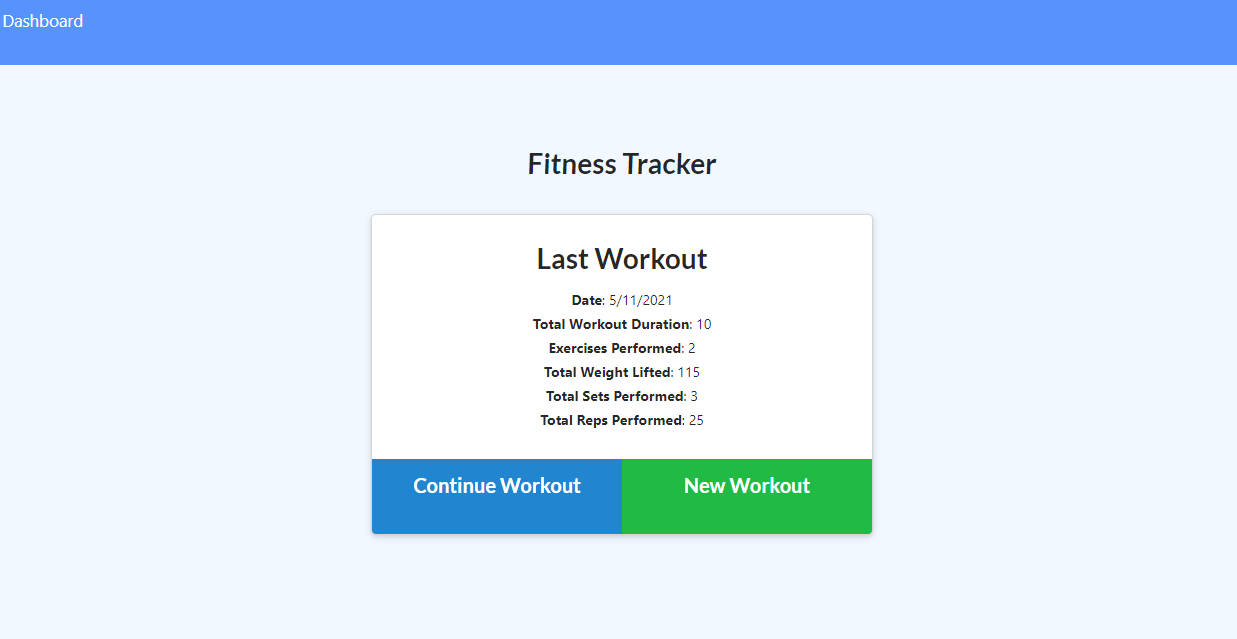 Dashboard
Fitness Tracker
Last Workout
Date: 5/11/2021
Total Workout Duration: 10
Exercises Performed: 2
Total Weight Lifted: 115
Total Sets Performed: 3
Total Reps Performed: 25
Continue Workout New Workout